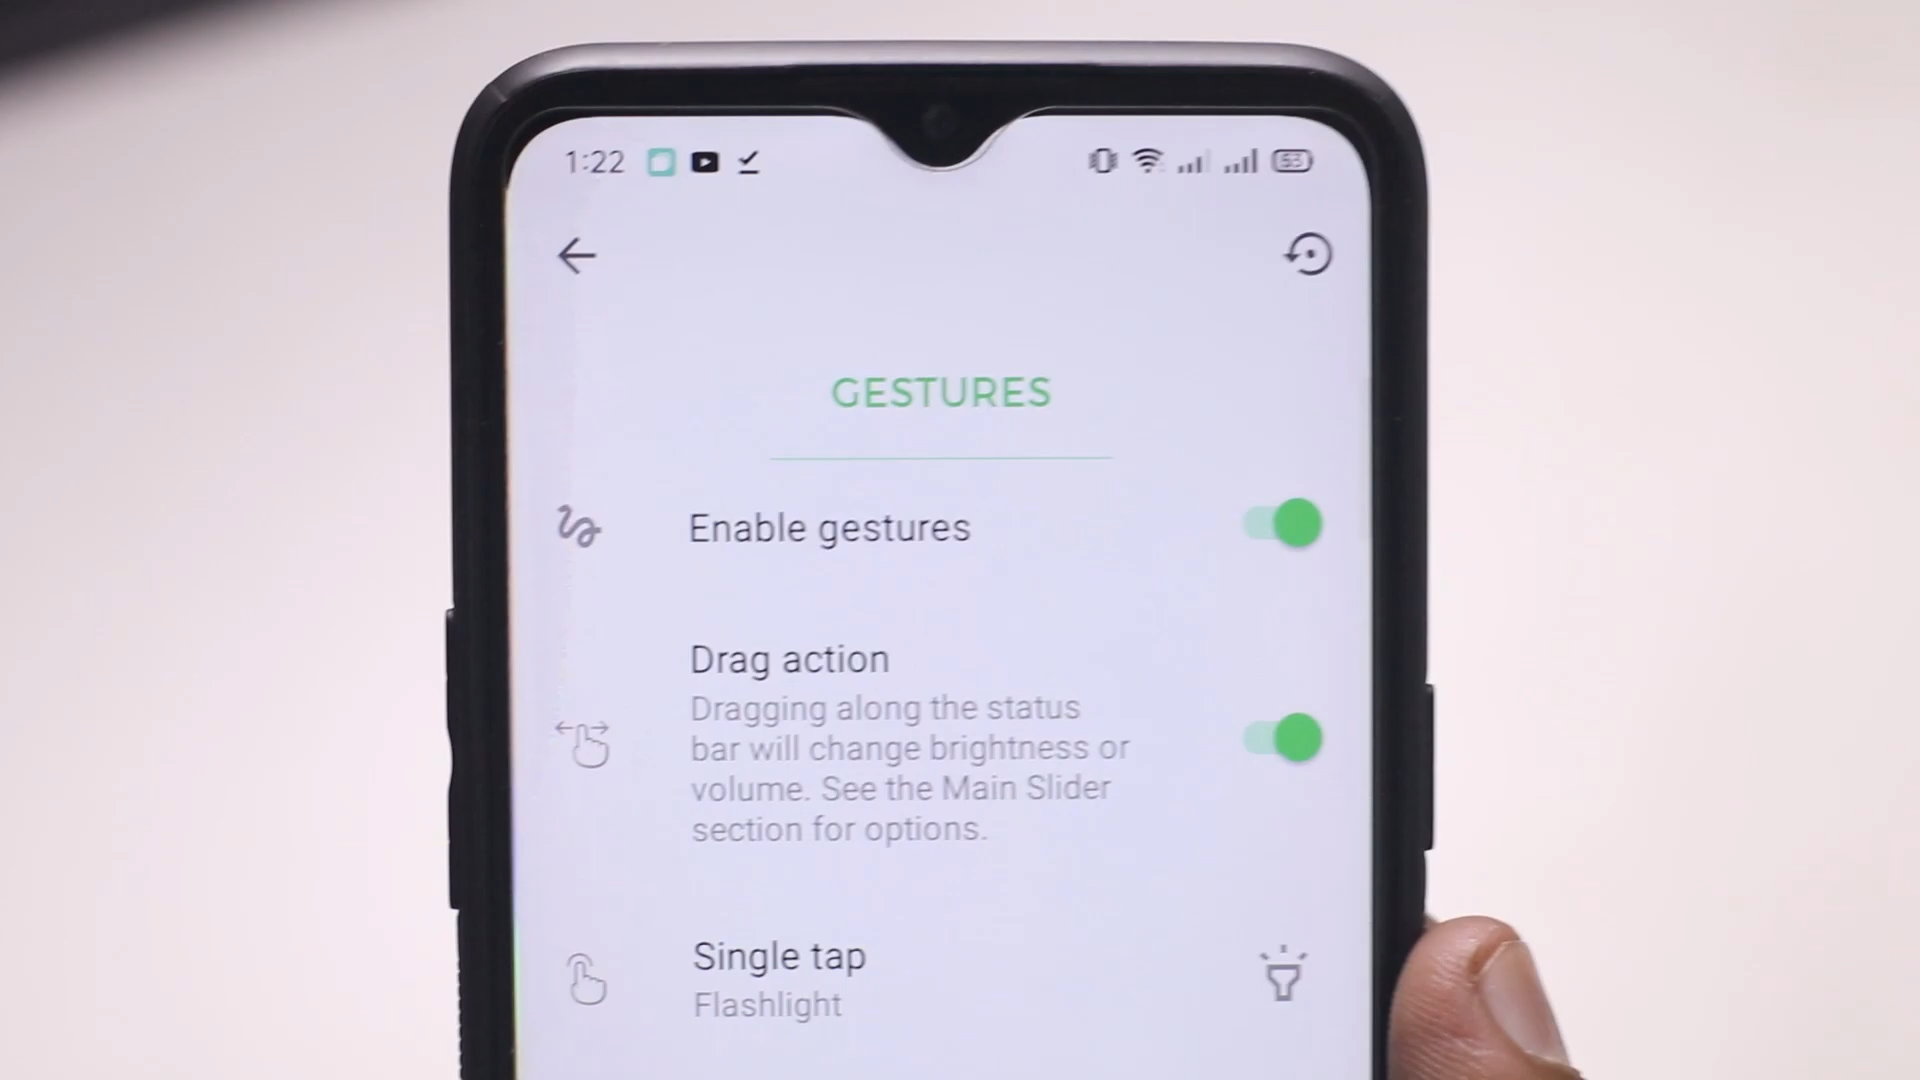 1:22
53
GESTURES
Enable gestures
Drag action
Dragging along the status
bar will change brightness or
volume. See the Main Slider
section for options.
Single tap
Flashlight